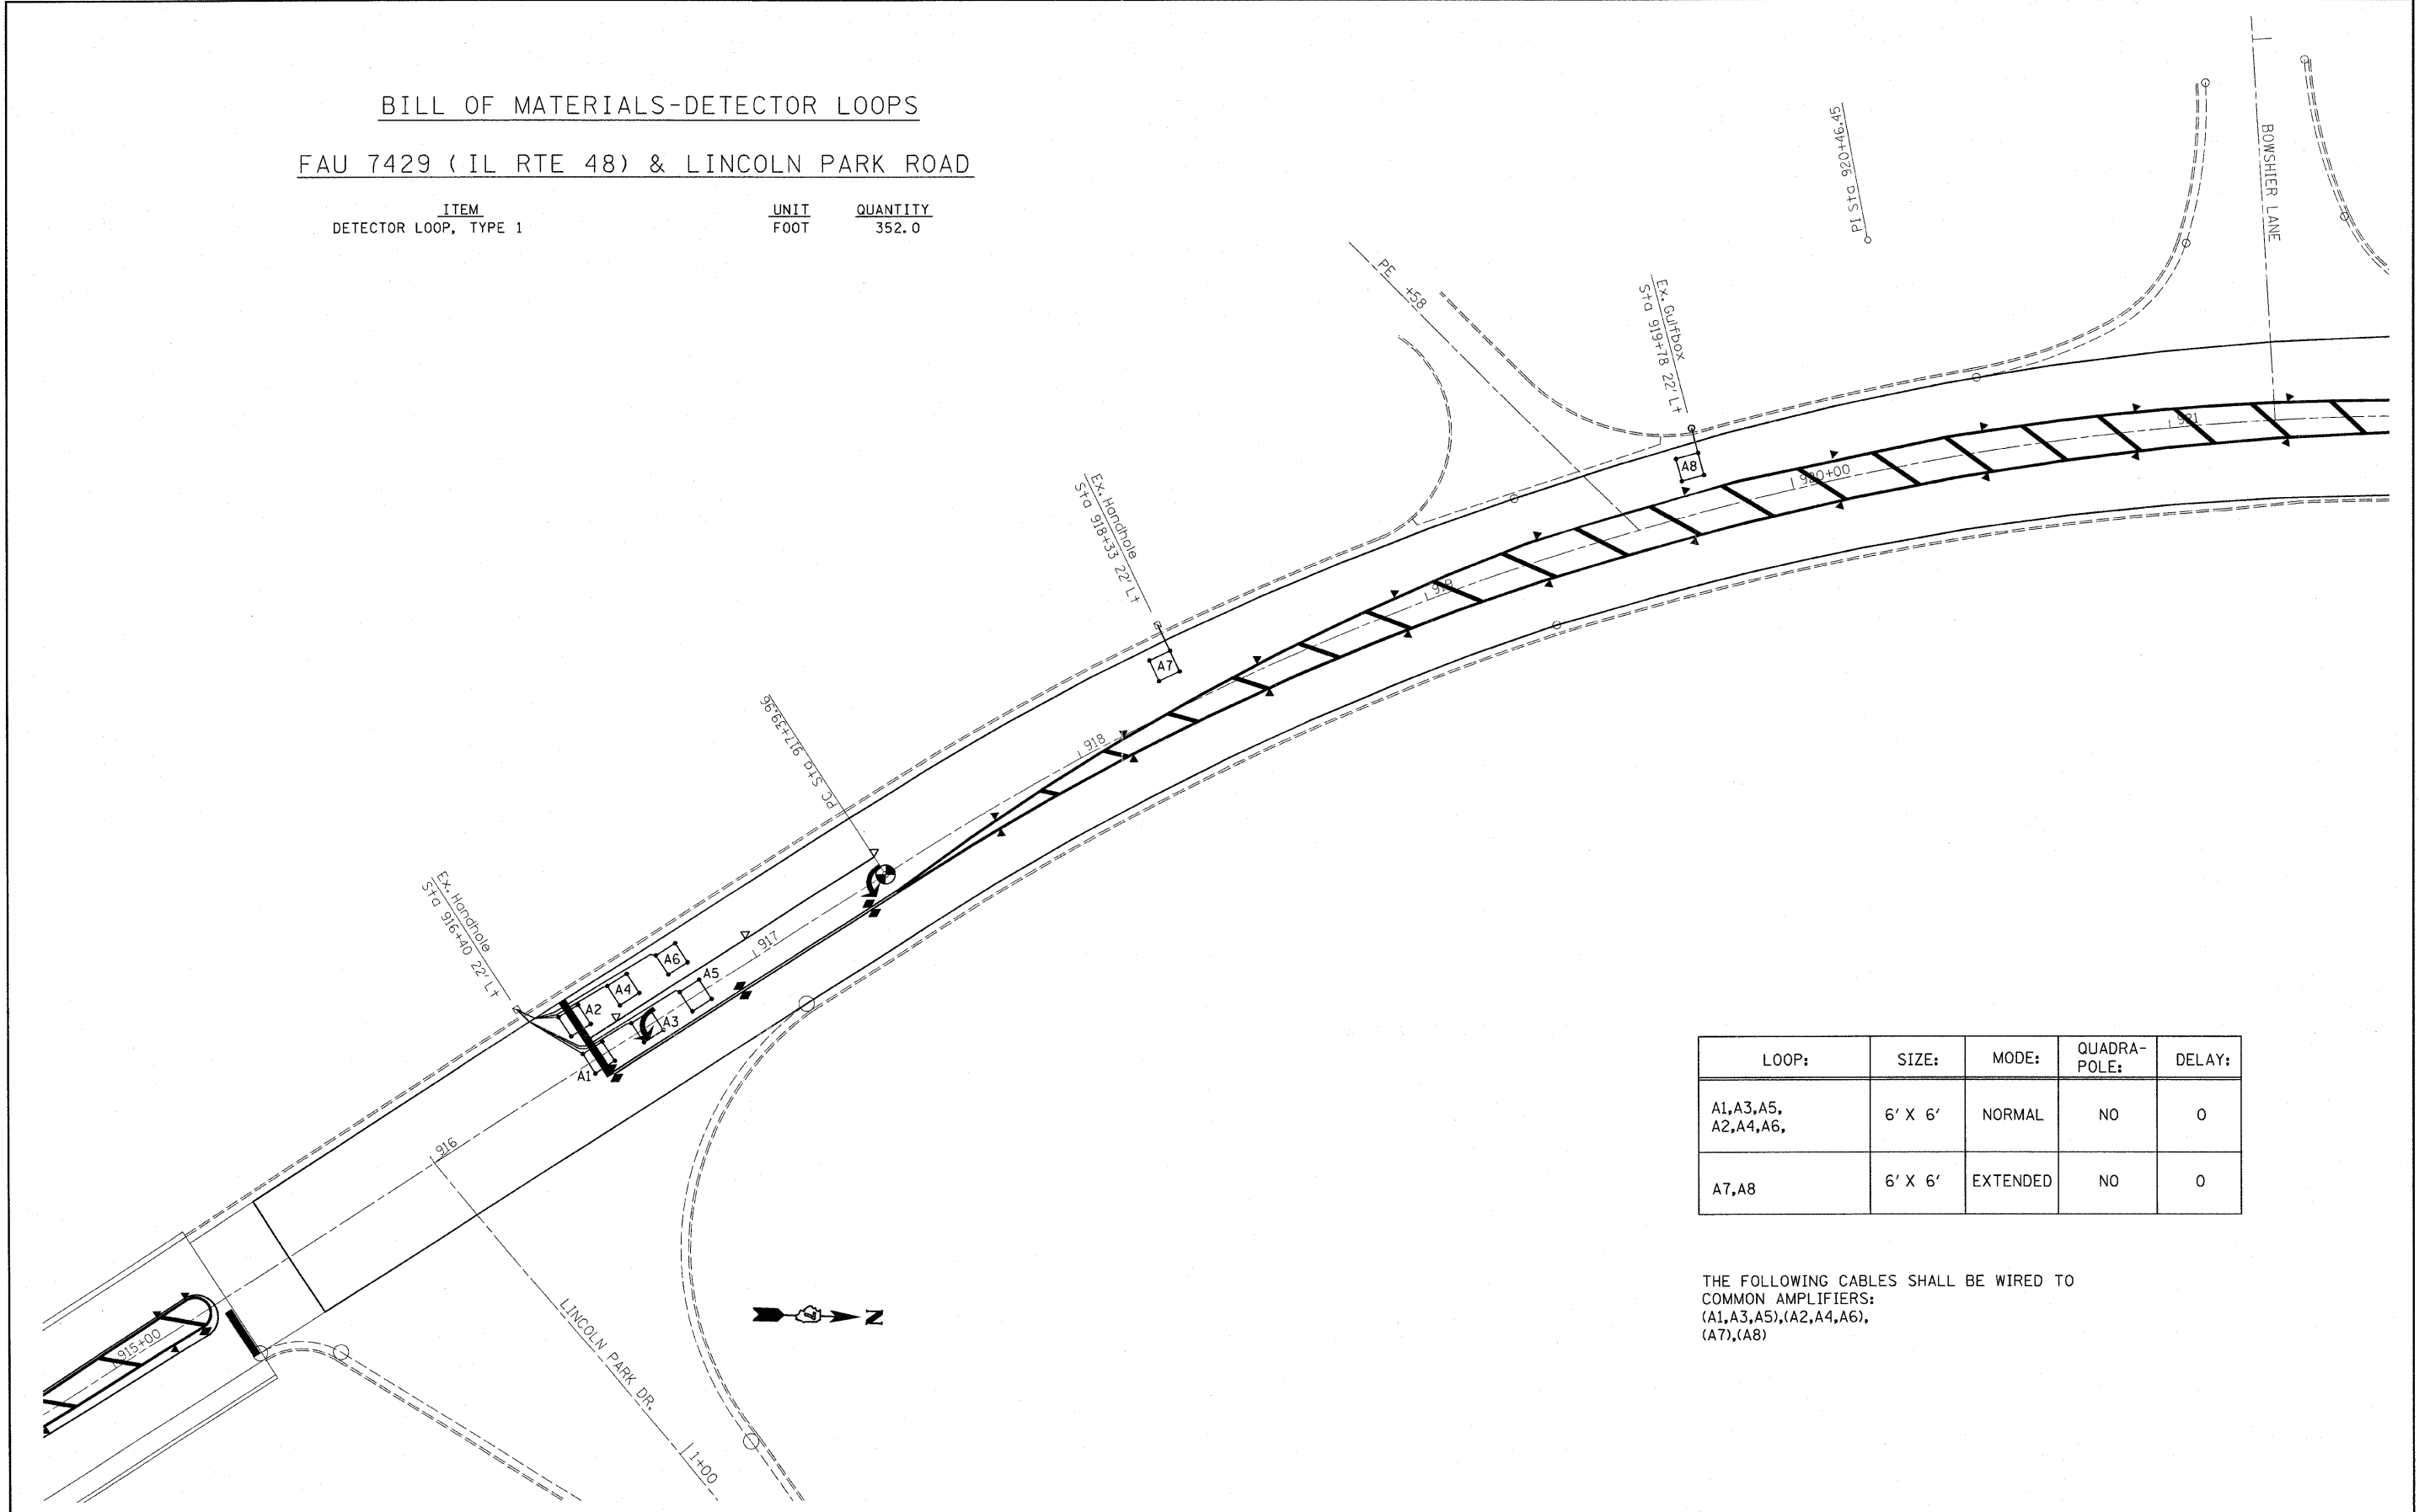 BILL OF MATERIALS-DETECTOR LOOPS
FAU 7429 (IL RTE 48) & LINCOLN PARK ROAD
ITEM UNIT QUANTITY
DETECTOR LOOP, TYPE 1 FOOT 352.0
PI Sta 920+46.45
BOWSHIER LANE
PE +58
Ex. Gulfbox
Sta 919+78 22' Lt
A8
921
920+00
Ex. Handhole
Sta 918+33 22' Lt
A7
919
918
PC Sta 917+39.96
Ex. Handhole
Sta 916+40 22' Lt
917
A6
A5
A4
A2
A3
A1
916
915+00
LINCOLN PARK DR.
1+00
N
LOOP: SIZE: MODE: QUADRA-
POLE: DELAY:
A1,A3,A5,
A2,A4,A6, 6' X 6' NORMAL NO 0
A7,A8 6' X 6' EXTENDED NO 0
THE FOLLOWING CABLES SHALL BE WIRED TO
COMMON AMPLIFIERS:
(A1,A3,A5),(A2,A4,A6),
(A7),(A8)